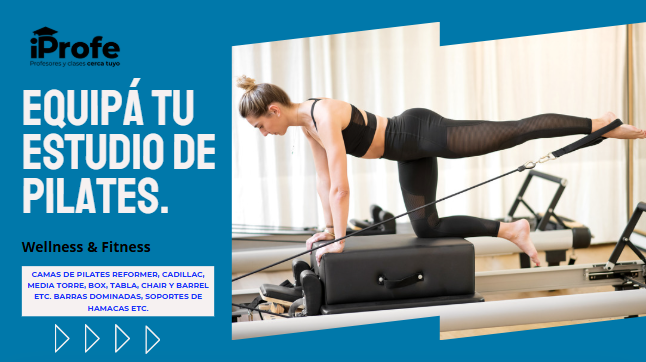 iProfe
Profesores y clases cerca tuyo
EQUIPÁ TU
ESTUDIO DE
PILATES.
Wellness & Fitness
CAMAS DE PILATES REFORMER, CADILLAC,
MEDIA TORRE, BOX, TABLA, CHAIR Y BARREL
ETC. BARRAS DOMINADAS, SOPORTES DE
HAMACAS ETC.